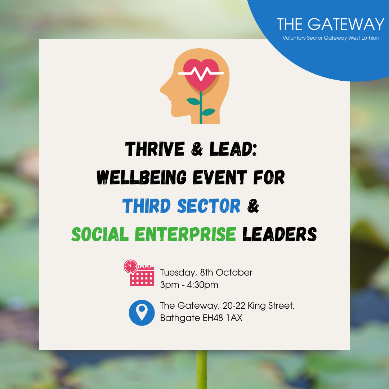 THE GATEWAY
Voluntary Sector Gateway West Lothian
THRIVE & LEAD:
WELLBEING EVENT FOR
THIRD SECTOR &
SOCIAL ENTERPRISE LEADERS
Tuesday, 8th October
3pm - 4:30pm
The Gateway, 20-22 King Street,
Bathgate EH48 1AX